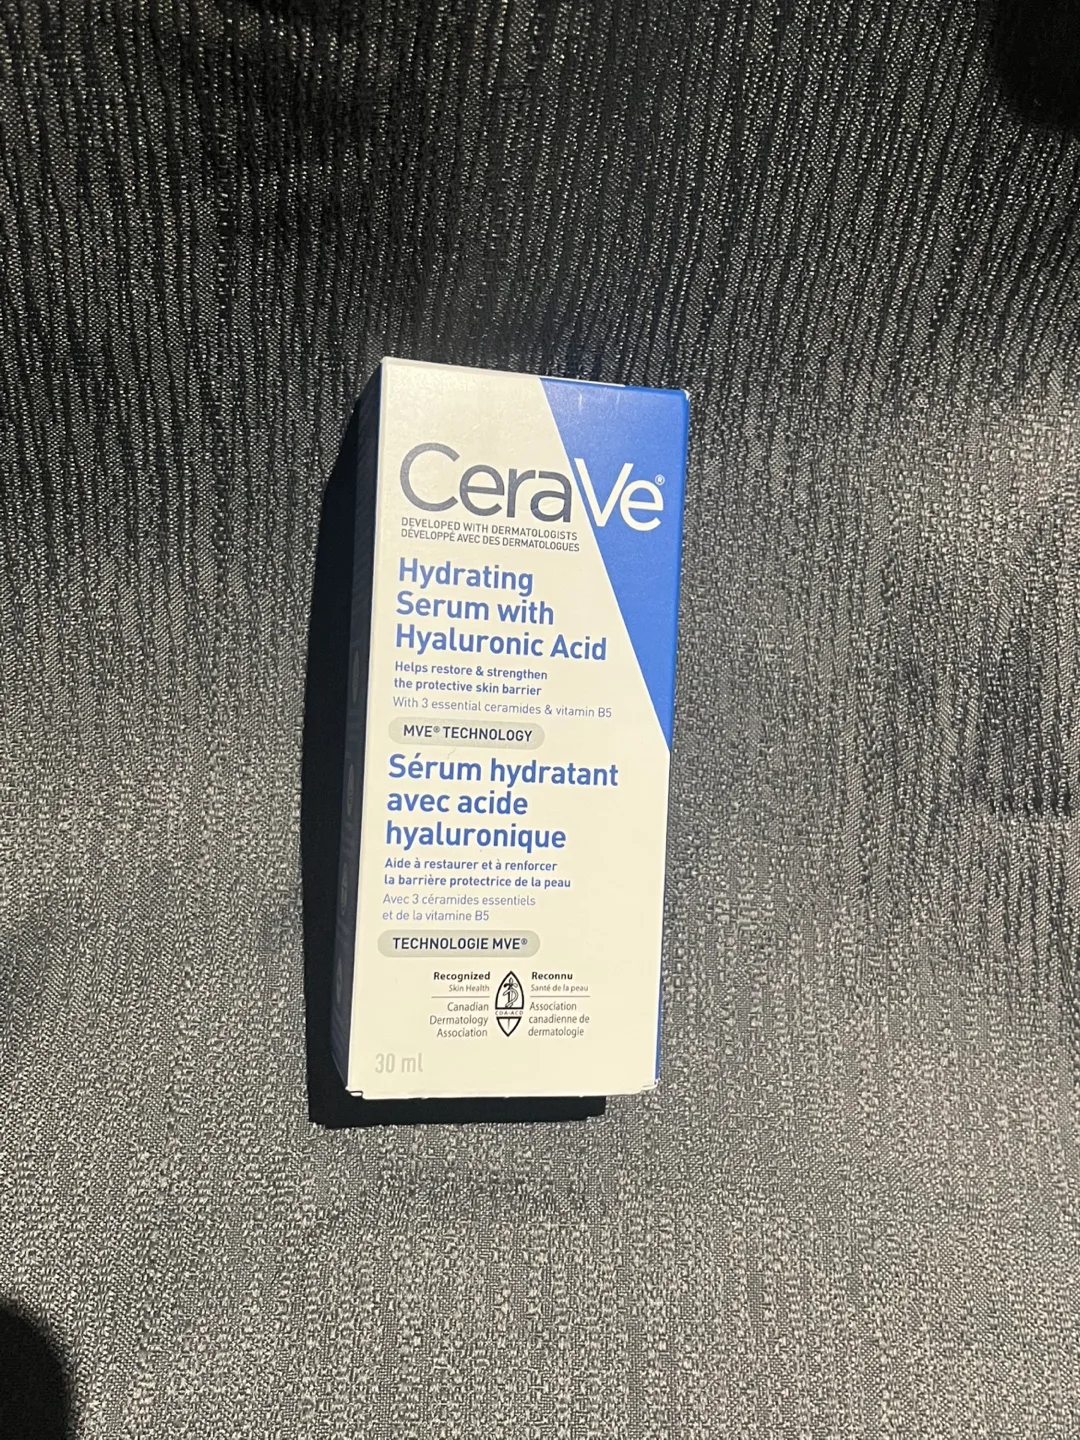 CeraVe®
DEVELOPED WITH DERMATOLOGISTS
DÉVELOPPÉ AVEC DES DERMATOLOGUES
Hydrating
Serum with
Hyaluronic Acid
Helps restore & strengthen
the protective skin barrier
With 3 essential ceramides & vitamin B5
MVE® TECHNOLOGY
Sérum hydratant
avec acide
hyaluronique
Aide à restaurer et à renforcer
la barrière protectrice de la peau
Avec 3 céramides essentiels
et de la vitamine B5
TECHNOLOGIE MVE®
Recognized
Skin Health
Canadian
Dermatology
Association
CDA-ACD
Reconnu
Santé de la peau
Association
canadienne de
dermatologie
30 ml